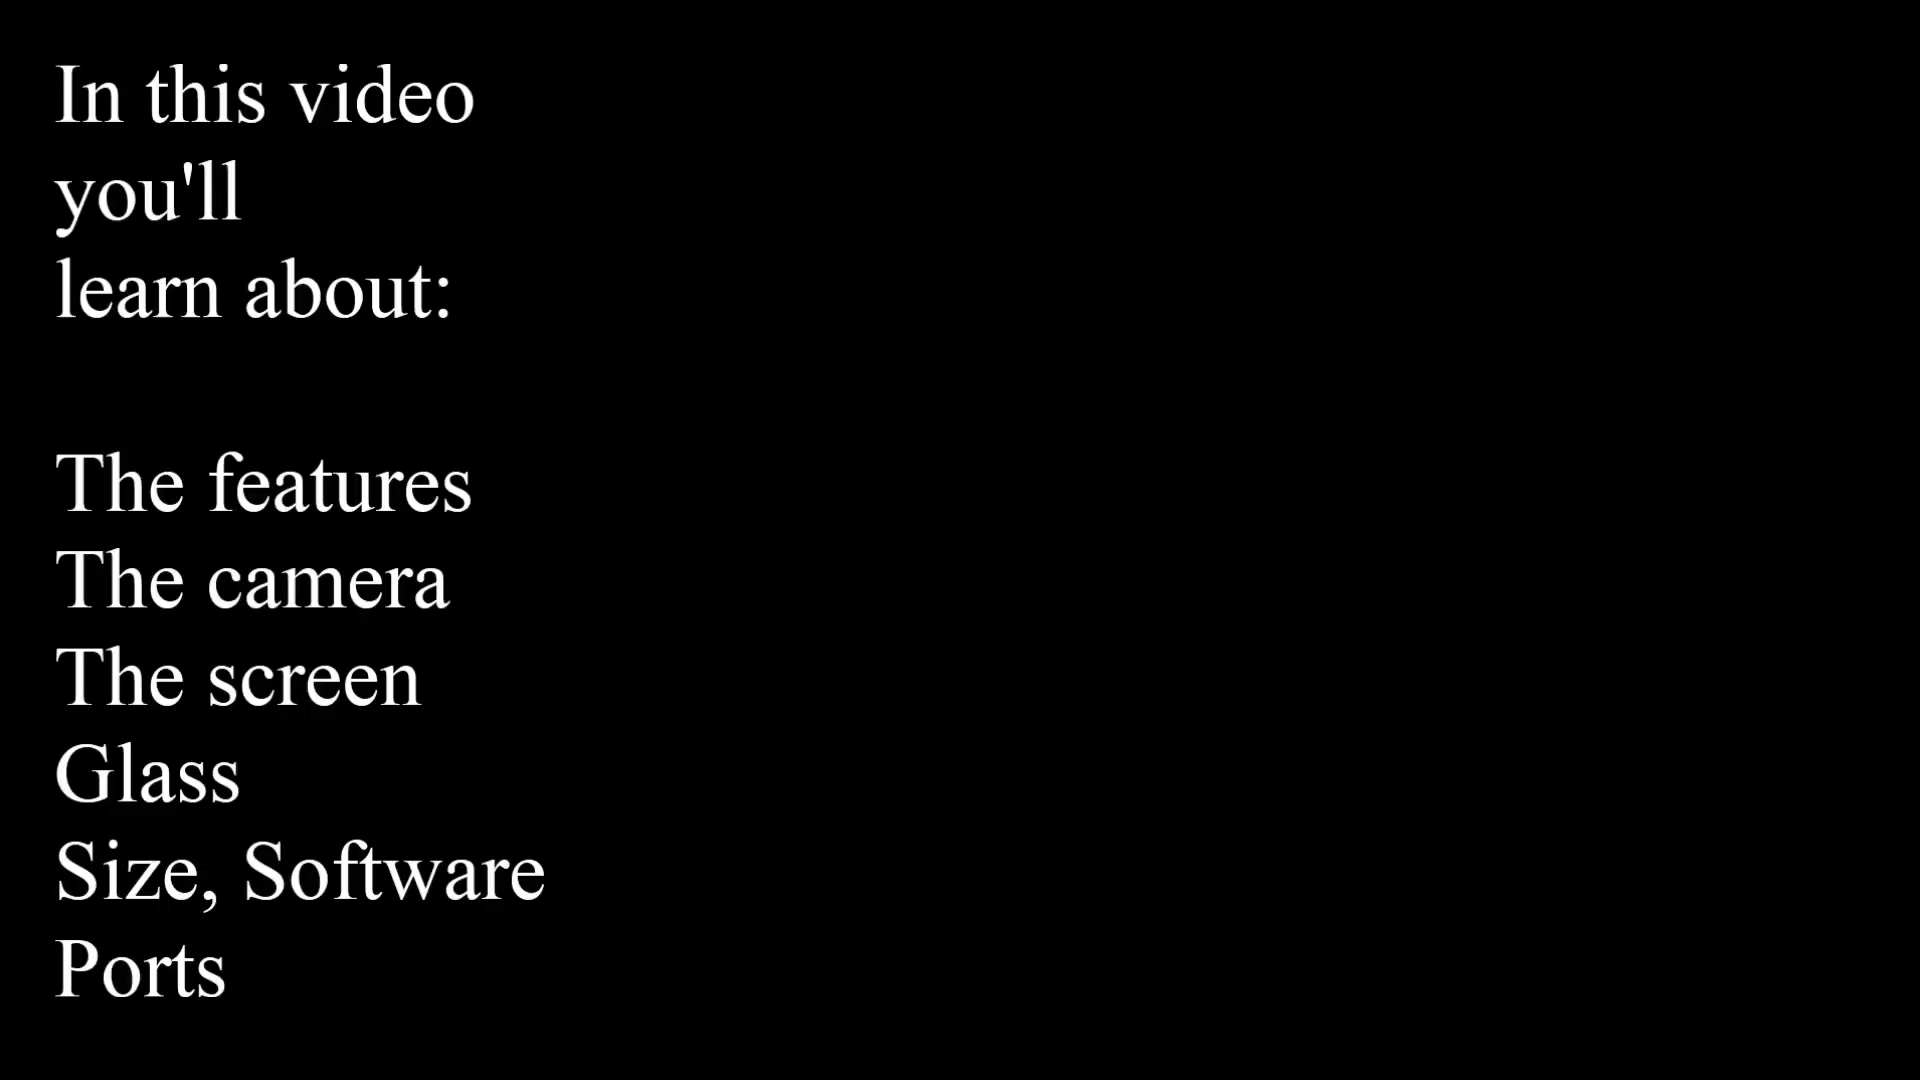 In this video
you'll
learn about:
The features
The camera
The screen
Glass
Size, Software
Ports